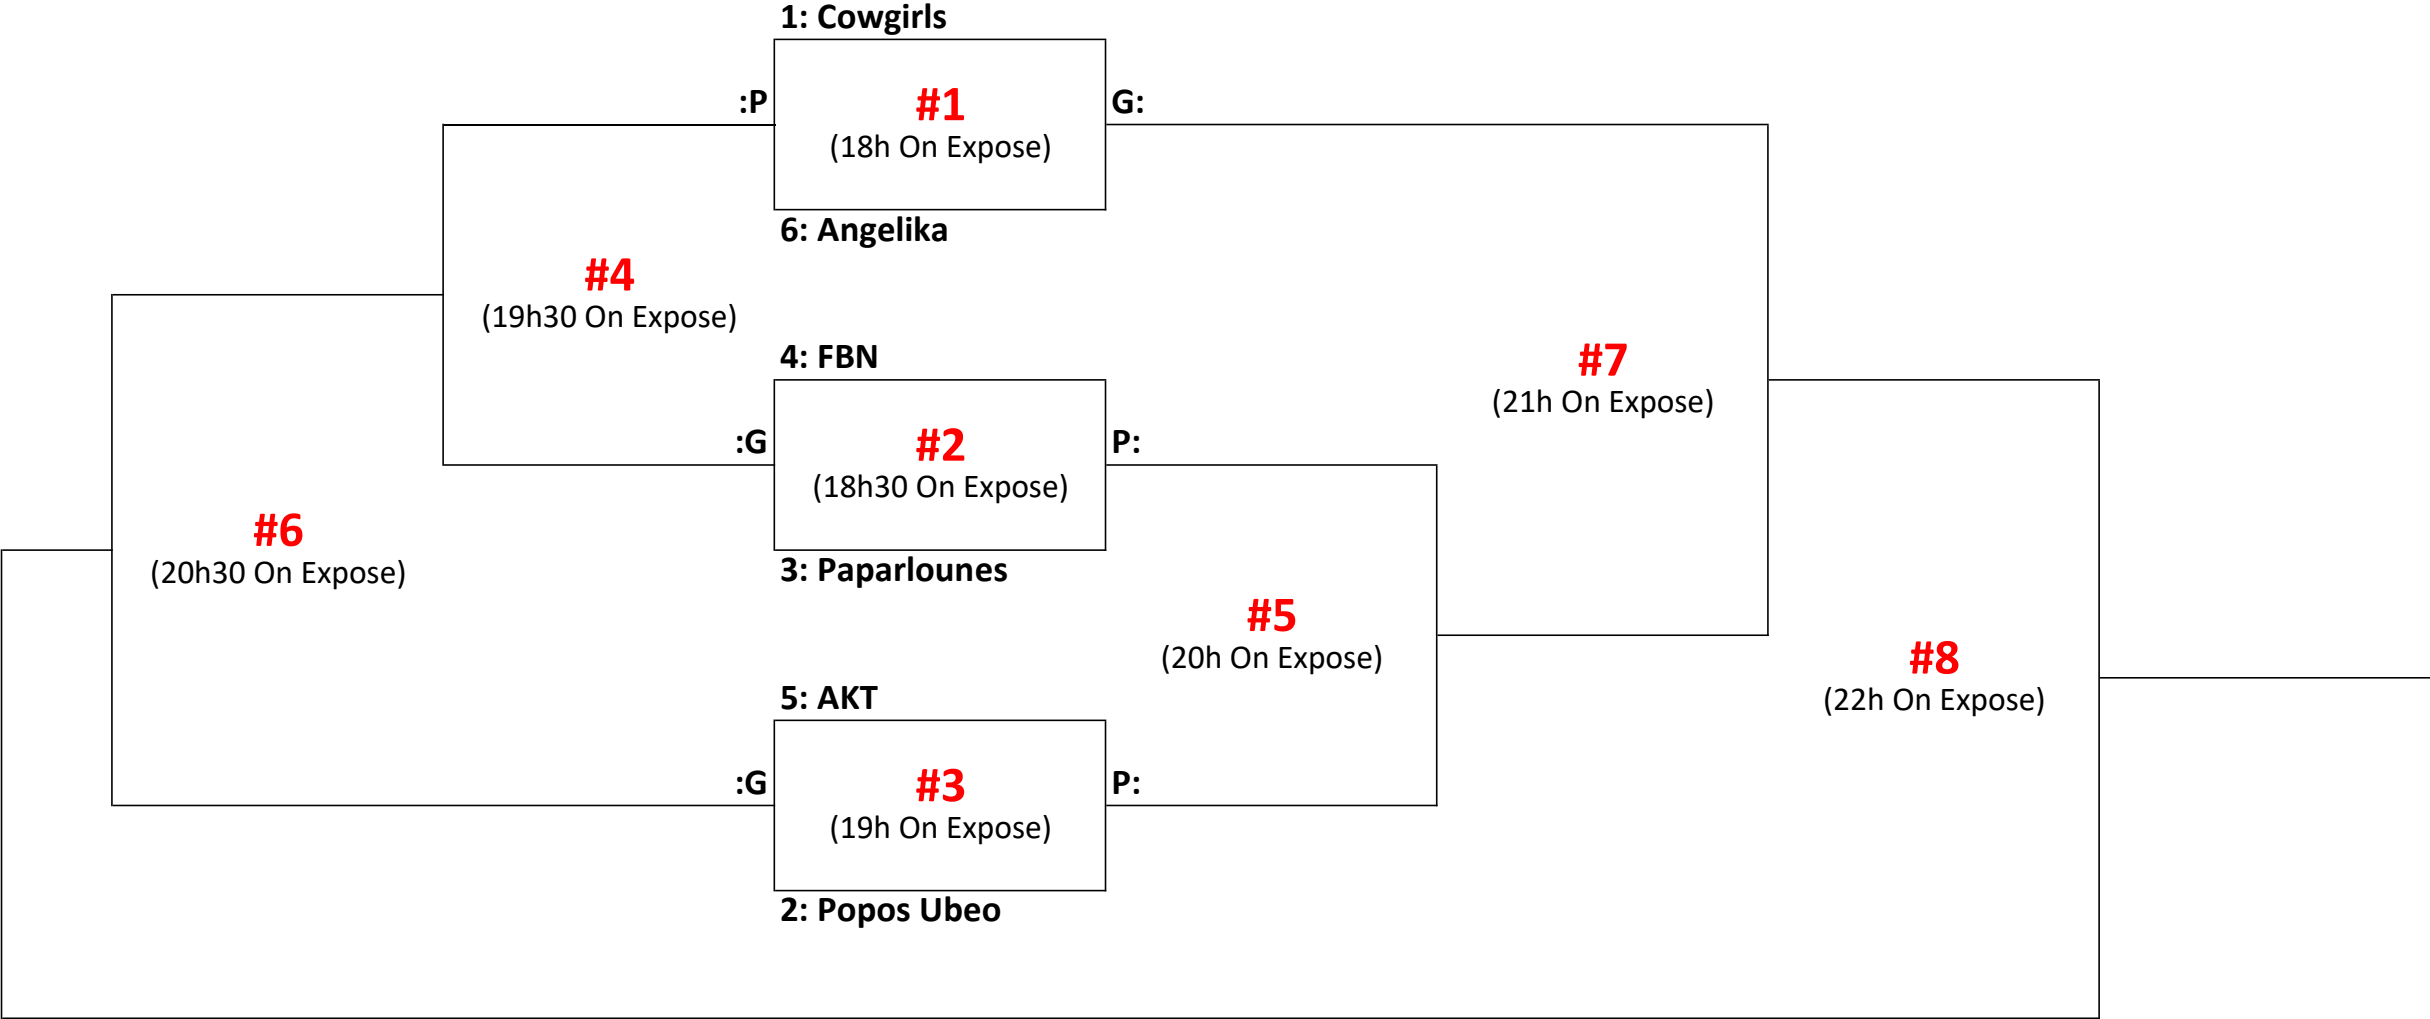 1: Cowgirls
:P
#1
G:
(18h On Expose)
6: Angelika
#4
(19h30 On Expose)
4: FBN
#7
(21h On Expose)
:G
#2
P:
(18h30 On Expose)
#6
(20h30 On Expose)
3: Paparlounes
#5
(20h On Expose)
#8
(22h On Expose)
5: AKT
:G
#3
P:
(19h On Expose)
2: Popos Ubeo